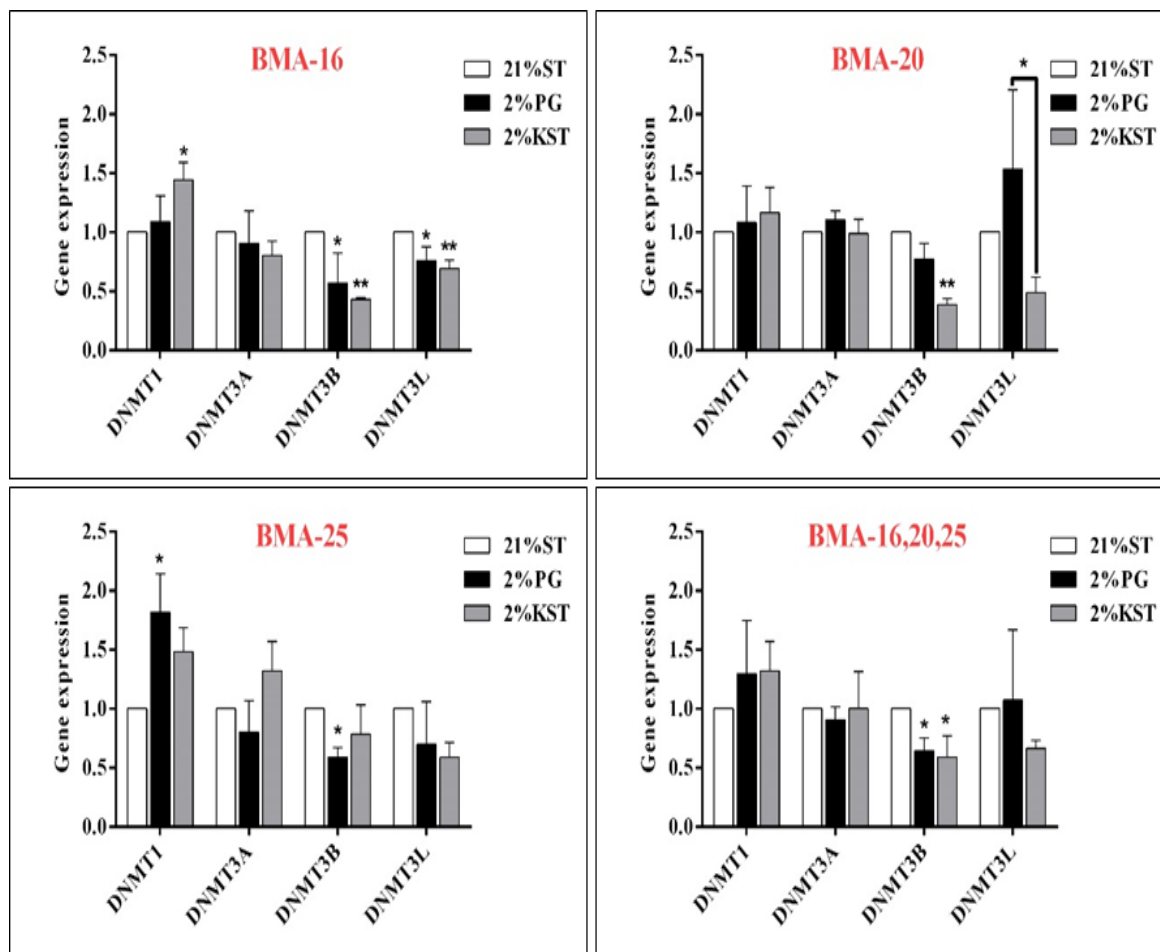 BMA-16
21%ST
2%PG
2%KST
Gene expression
2.5
2.0
1.5
1.0
0.5
0.0
*
*
**
*
**
DNMT1
DNMT3A
DNMT3B
DNMT3L
BMA-20
21%ST
2%PG
2%KST
Gene expression
2.5
2.0
1.5
1.0
0.5
0.0
*
**
DNMT1
DNMT3A
DNMT3B
DNMT3L
BMA-25
21%ST
2%PG
2%KST
Gene expression
2.5
2.0
1.5
1.0
0.5
0.0
*
*
DNMT1
DNMT3A
DNMT3B
DNMT3L
BMA-16,20,25
21%ST
2%PG
2%KST
Gene expression
2.5
2.0
1.5
1.0
0.5
0.0
*
*
DNMT1
DNMT3A
DNMT3B
DNMT3L